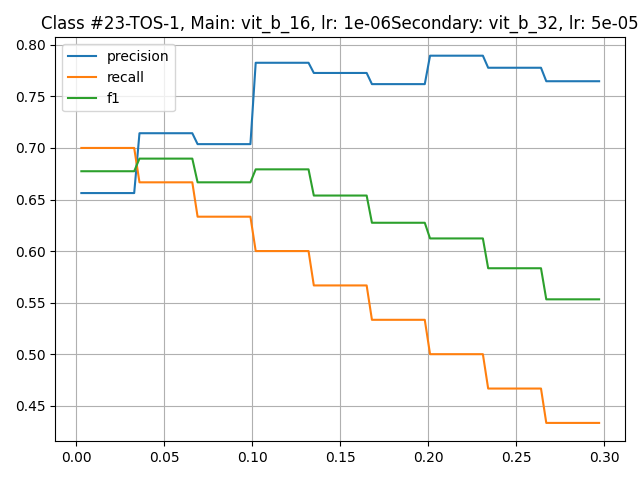 Class #23-TOS-1, Main: vit_b_16, lr: 1e-06Secondary: vit_b_32, lr: 5e-05
precision
recall
f1
0.80
0.75
0.70
0.65
0.60
0.55
0.50
0.45
0.00 0.05 0.10 0.15 0.20 0.25 0.30